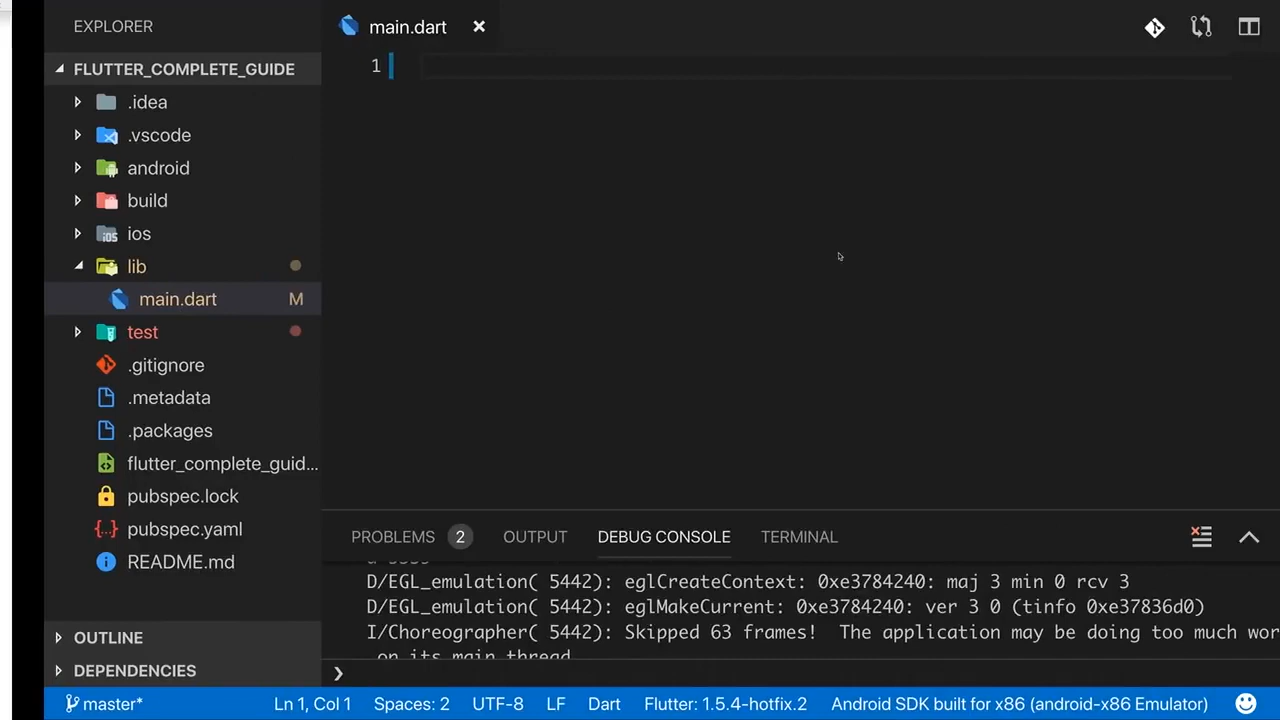 EXPLORER
FLUTTER_COMPLETE_GUIDE
.idea
.vscode
android
build
ios
lib
main.dart M
test
.gitignore
.metadata
.packages
flutter_complete_guid...
pubspec.lock
pubspec.yaml
README.md
OUTLINE
DEPENDENCIES
main.dart
1
PROBLEMS 2 OUTPUT DEBUG CONSOLE TERMINAL
D/EGL_emulation( 5442): eglCreateContext: 0xe3784240: maj 3 min 0 rcv 3
D/EGL_emulation( 5442): eglMakeCurrent: 0xe3784240: ver 3 0 (tinfo 0xe37836d0)
I/Choreographer( 5442): Skipped 63 frames!  The application may be doing too much wor
on its main thread
master* Ln 1, Col 1 Spaces: 2 UTF-8 LF Dart Flutter: 1.5.4-hotfix.2 Android SDK built for x86 (android-x86 Emulator)